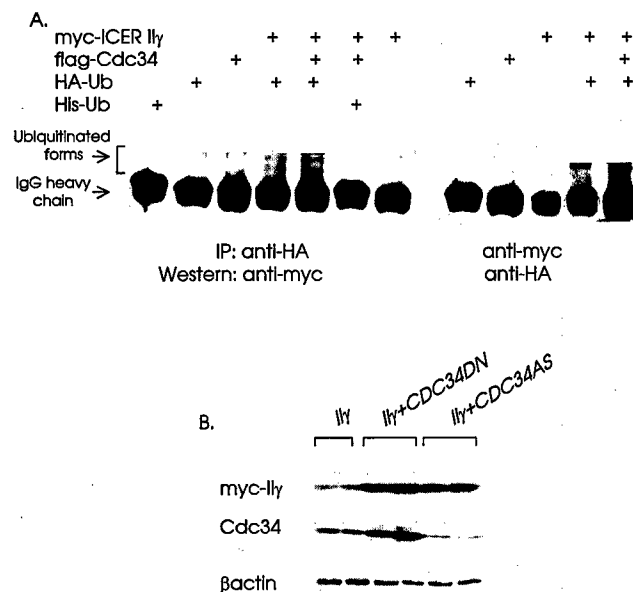 A.
myc-ICER IIγ + + + + + + +
flag-Cdc34 + + + + +
HA-Ub + + + + + +
His-Ub + +
Ubiquitinated
forms →
IgG heavy →
chain
IP: anti-HA anti-myc
Western: anti-myc anti-HA
B.
IIγ IIγ+CDC34DN IIγ+CDC34AS
myc-IIγ
Cdc34
βactin